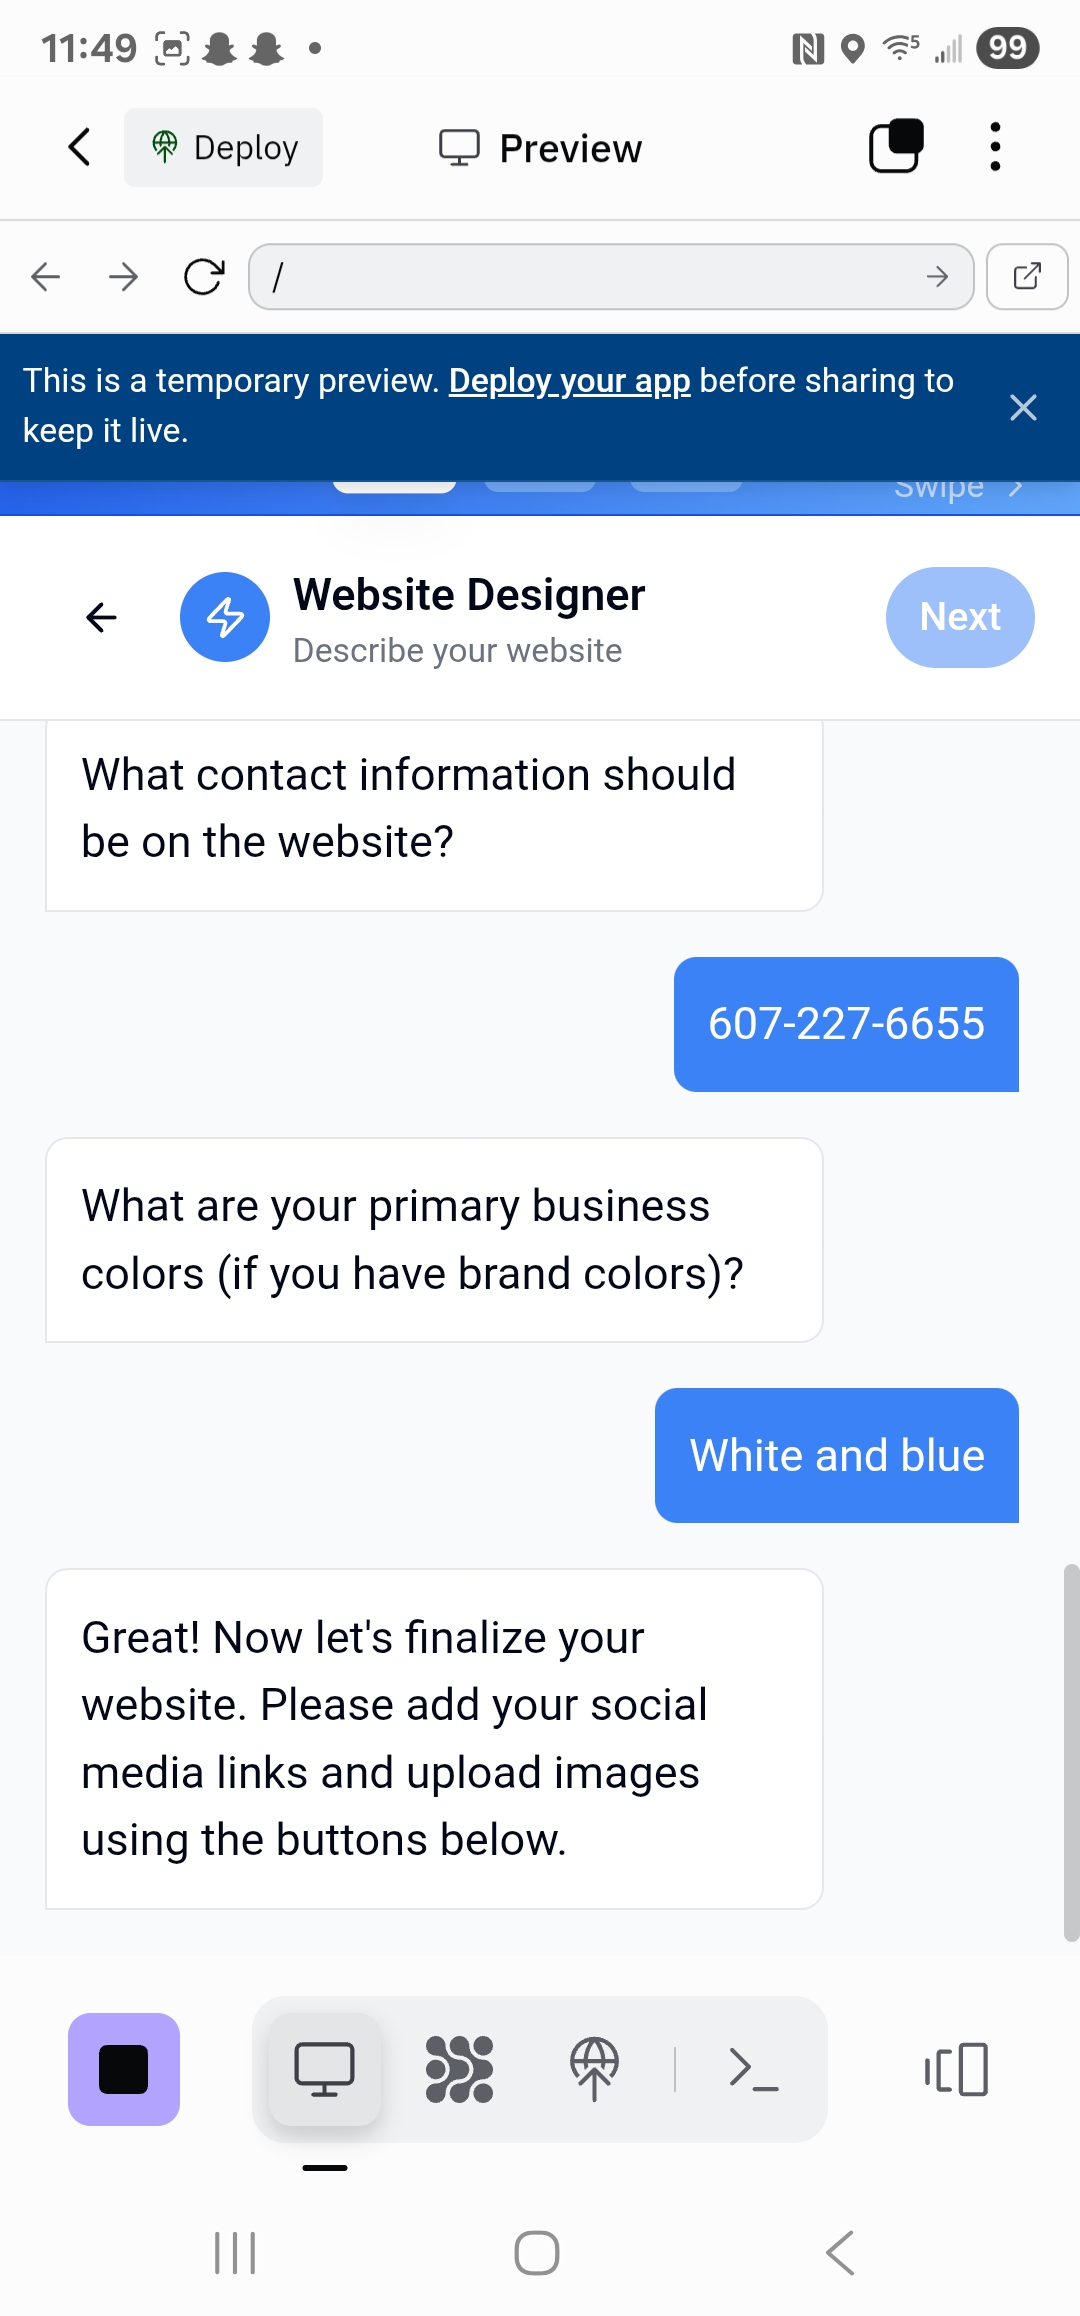 11:49
5
99
Deploy
Preview
/
This is a temporary preview. Deploy your app before sharing to
keep it live.
Swipe
Website Designer
Describe your website
Next
What contact information should
be on the website?
607-227-6655
What are your primary business
colors (if you have brand colors)?
White and blue
Great! Now let's finalize your
website. Please add your social
media links and upload images
using the buttons below.